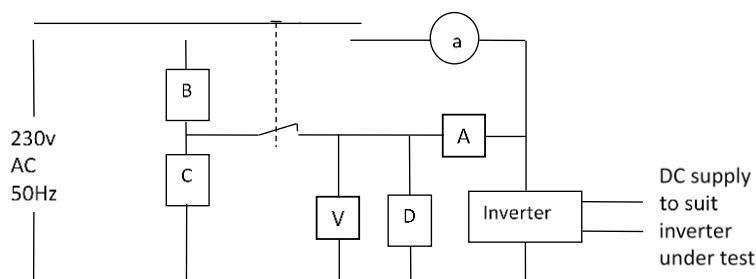 a
B
230v
AC
50Hz
C
A
V
D
Inverter
DC supply
to suit
inverter
under test